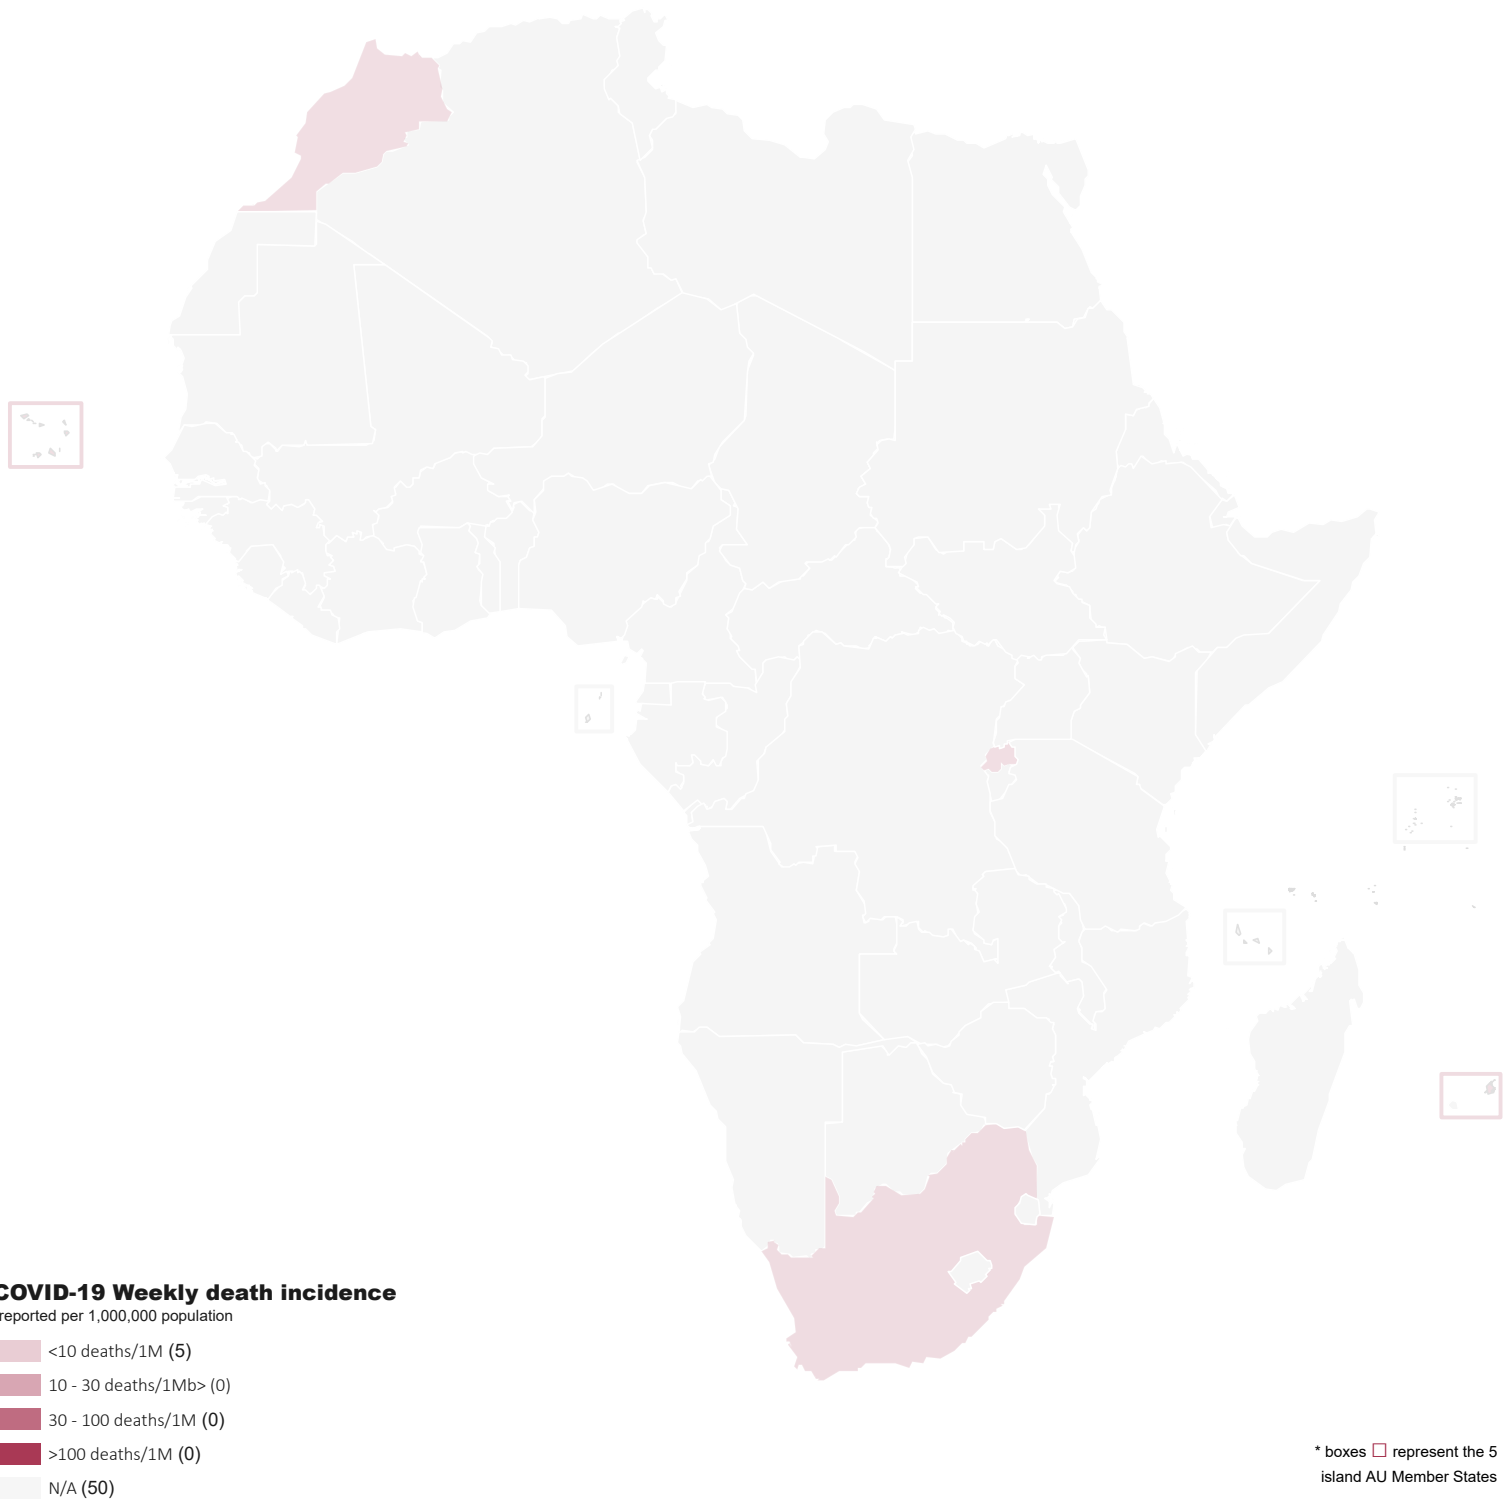 COVID-19 Weekly death incidence
reported per 1,000,000 population
<10 deaths/1M (5)
10 - 30 deaths/1Mb> (0)
30 - 100 deaths/1M (0)
>100 deaths/1M (0)
N/A (50)
* boxes □ represent the 5
island AU Member States